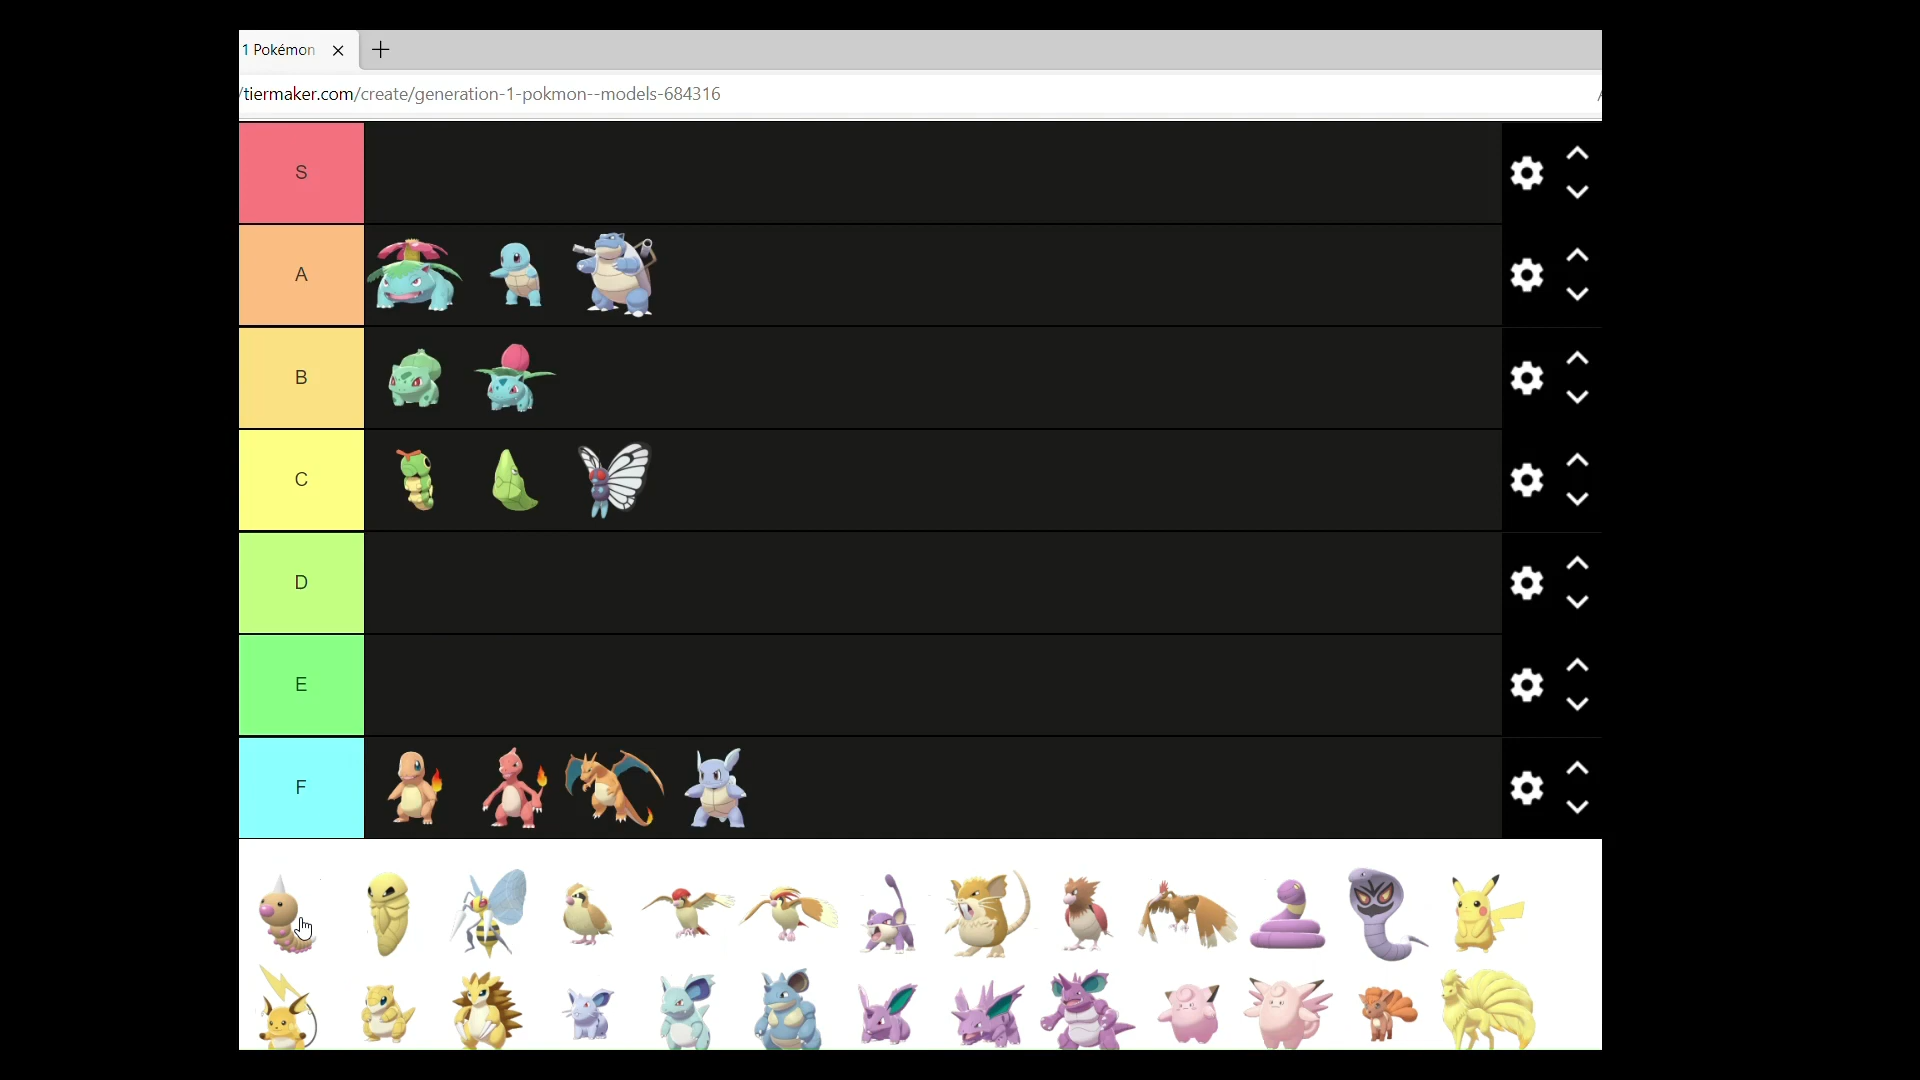 1 Pokémon
/tiermaker.com/create/generation-1-pokmon--models-684316
S
A
B
C
D
E
F